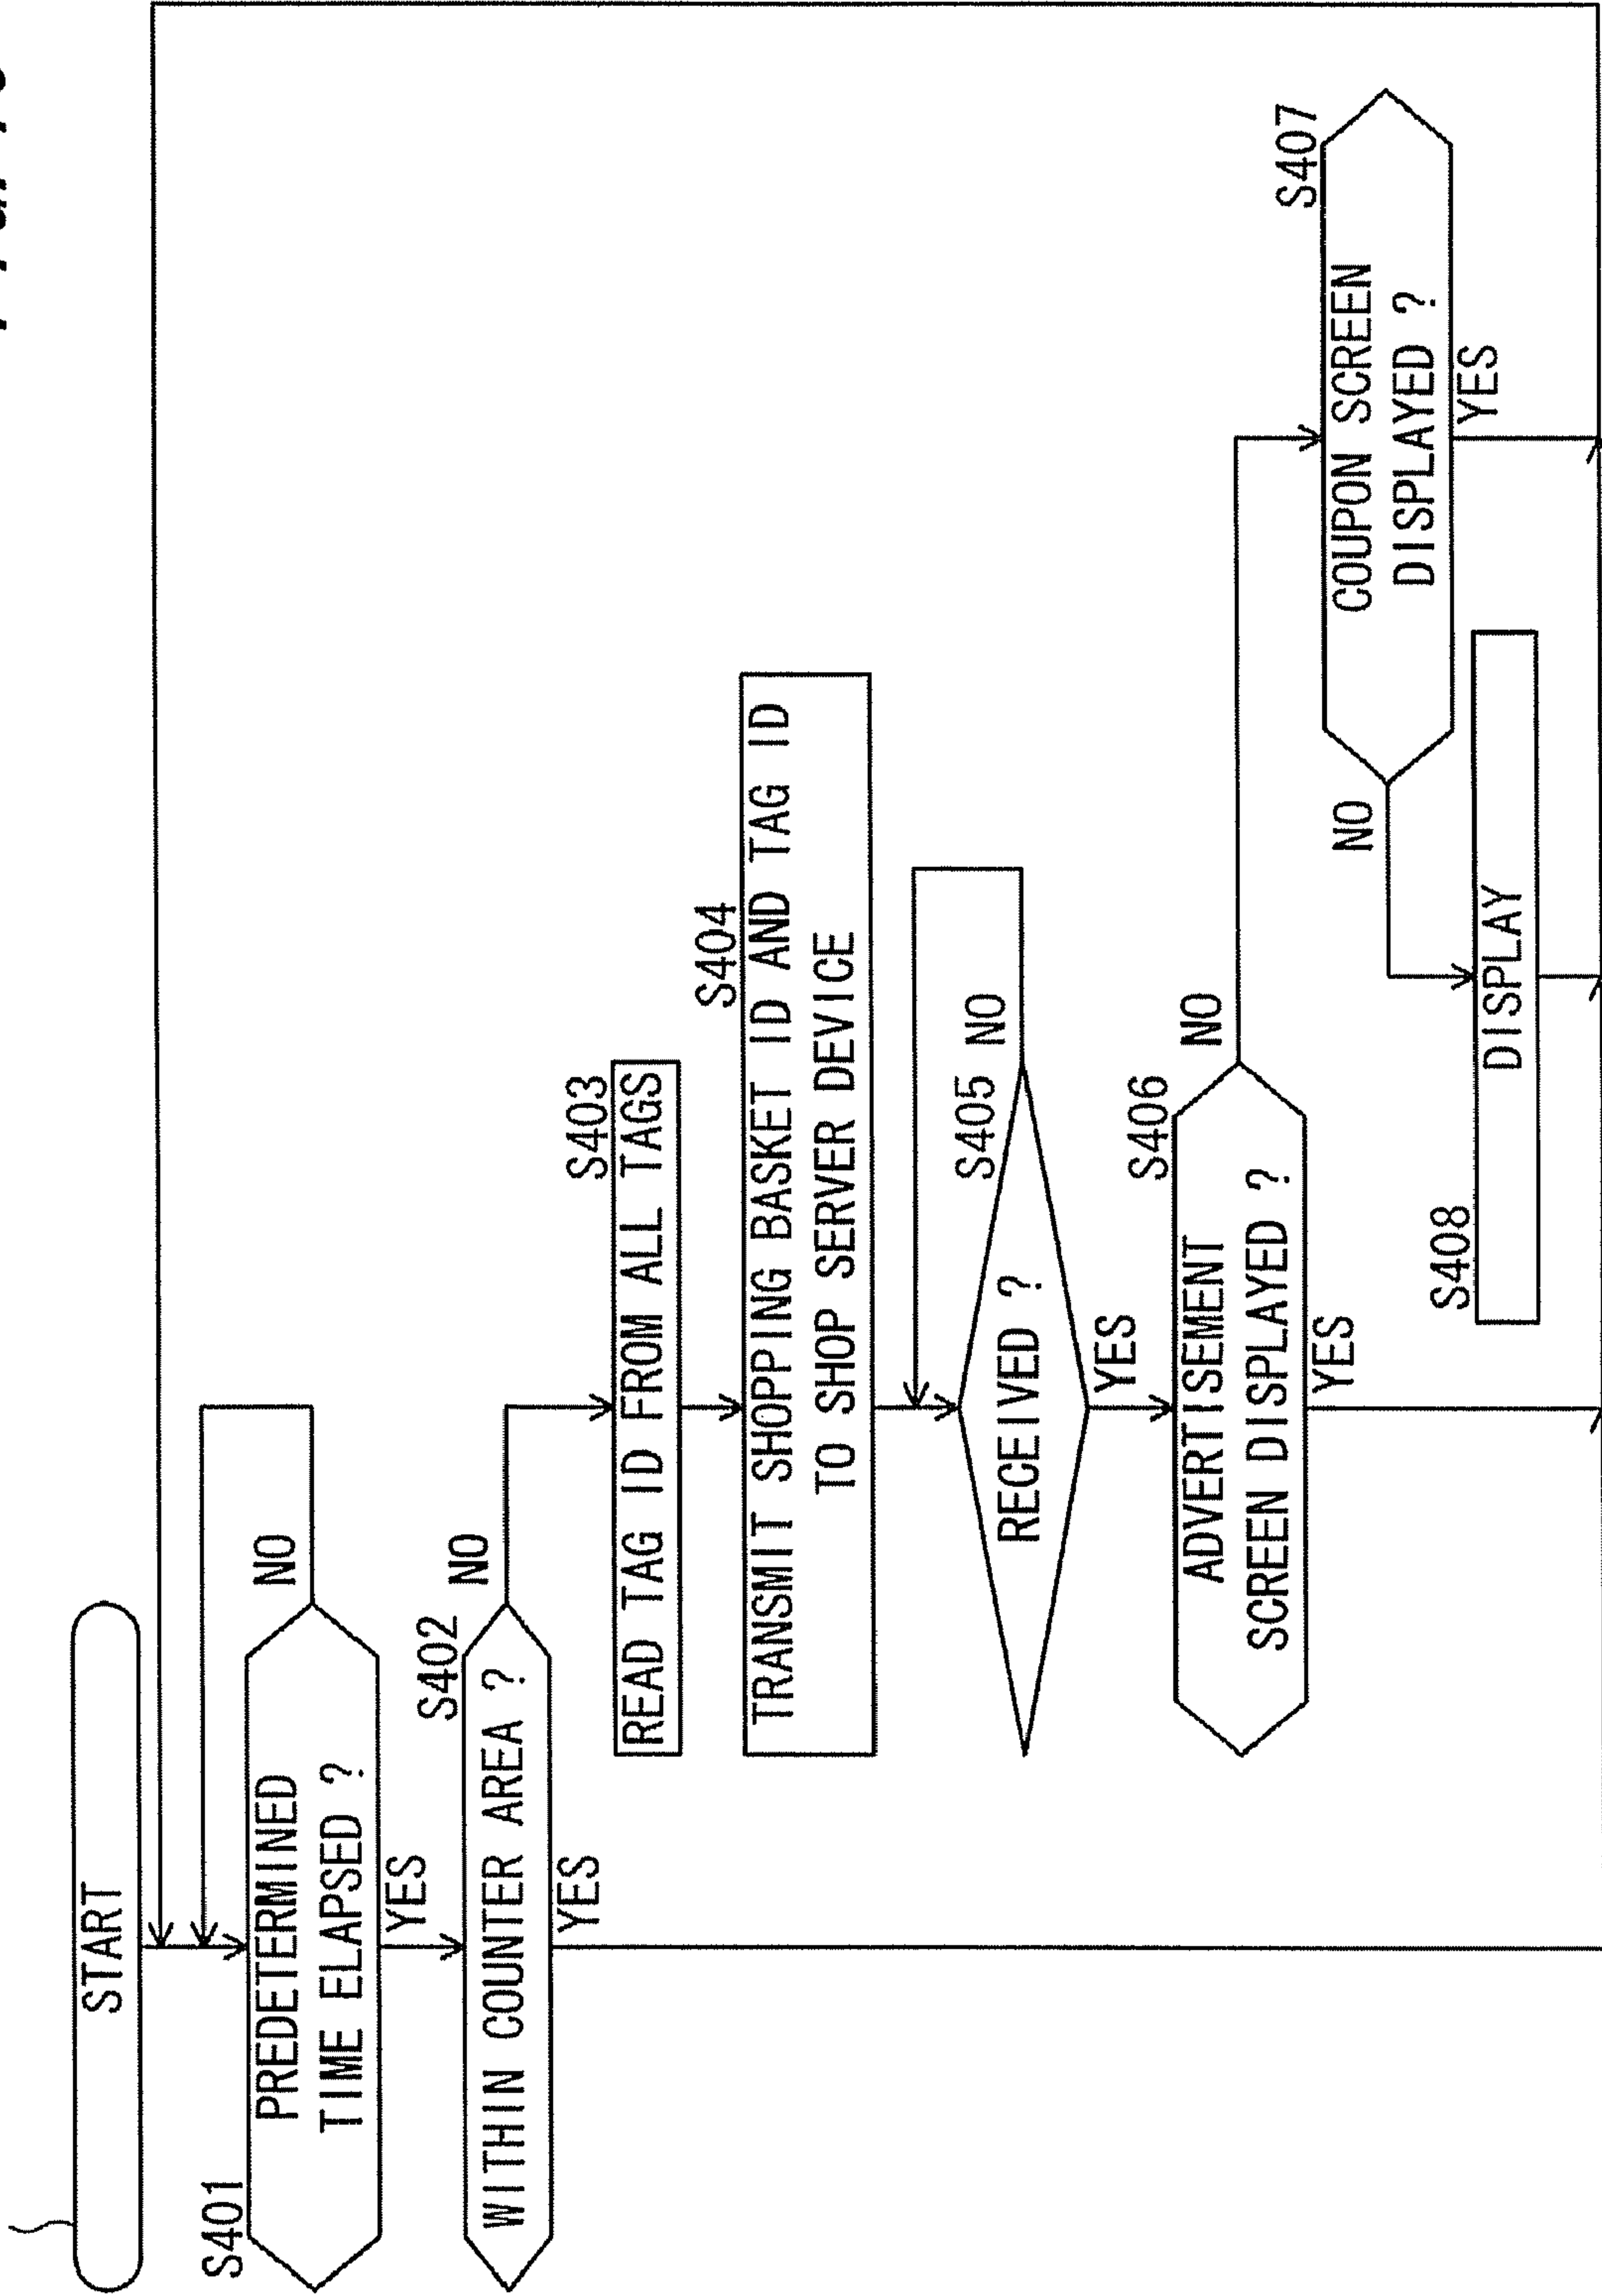 START
S401
PREDETERMINED
TIME ELAPSED ?
NO
YES
S402
WITHIN COUNTER AREA ?
NO
YES
S403
READ TAG ID FROM ALL TAGS
S404
TRANSMIT SHOPPING BASKET ID AND TAG ID
TO SHOP SERVER DEVICE
S405
RECEIVED ?
NO
YES
S406
ADVERTISEMENT
SCREEN DISPLAYED ?
NO
YES
S407
COUPON SCREEN
DISPLAYED ?
NO
YES
S408
DISPLAY